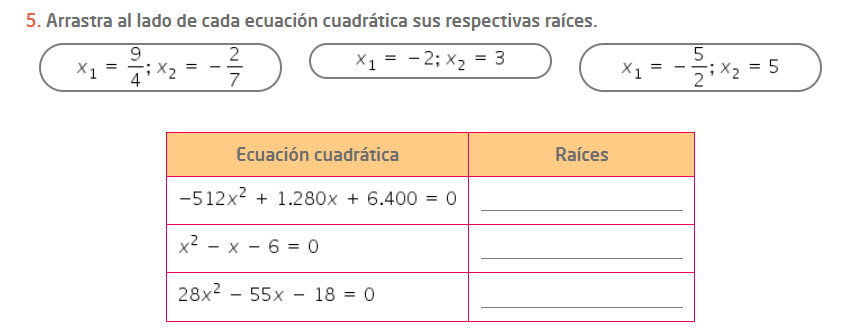 5. Arrastra al lado de cada ecuación cuadrática sus respectivas raíces.
x₁ = 9/4; x₂ = −2/7
x₁ = −2; x₂ = 3
x₁ = −5/2; x₂ = 5
Ecuación cuadrática Raíces
−512x² + 1.280x + 6.400 = 0
x² − x − 6 = 0
28x² − 55x − 18 = 0